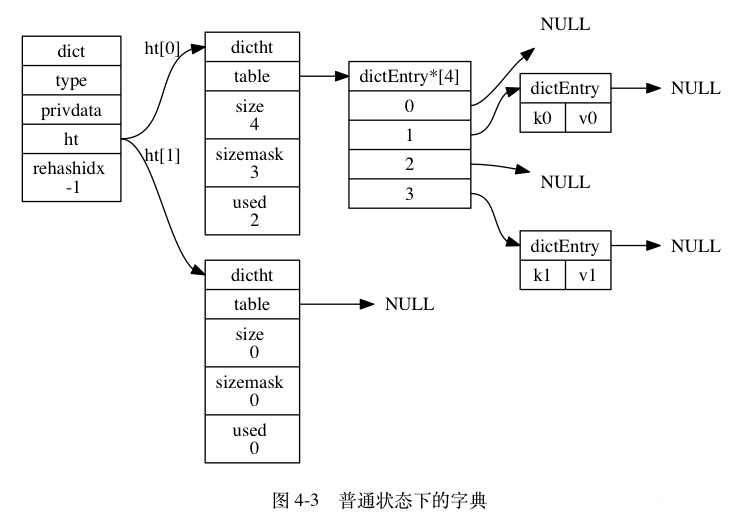 dict
type
privdata
ht
rehashidx
-1
ht[0]
ht[1]
dictht
table
size
4
sizemask
3
used
2
dictht
table
size
0
sizemask
0
used
0
NULL
dictEntry*[4]
0
1
2
3
NULL
dictEntry
k0 v0
NULL
NULL
dictEntry
k1 v1
NULL
图 4-3 普通状态下的字典